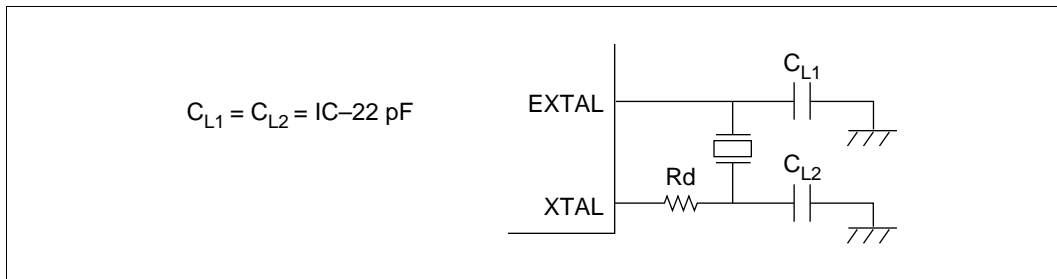 C_L1 = C_L2 = IC–22 pF
EXTAL
C_L1
Rd
C_L2
XTAL